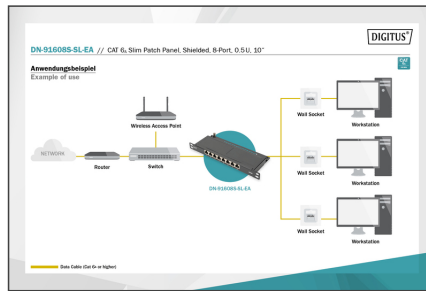 DIGITUS®
DN-91608S-SL-EA // CAT 6A Slim Patch Panel, Shielded, 8-Port, 0.5U, 10"
CAT
Anwendungsbeispiel
Example of use
Wireless Access Point
Wall Socket
Workstation
NETWORK
Router
Switch
DN-91608S-SL-EA
Wall Socket
Workstation
Wall Socket
Workstation
Data Cable (Cat 6A or higher)